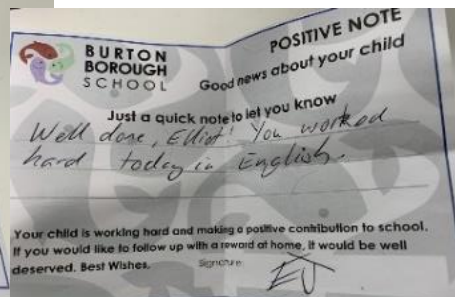 BURTON
BOROUGH
SCHOOL
POSITIVE NOTE
Good news about your child
Just a quick note to let you know
Well done, Elliot! You worked
hard today in English.
Your child is working hard and making a positive contribution to school.
If you would like to follow up with a reward at home, it would be well
deserved. Best Wishes.
Signature
EJ